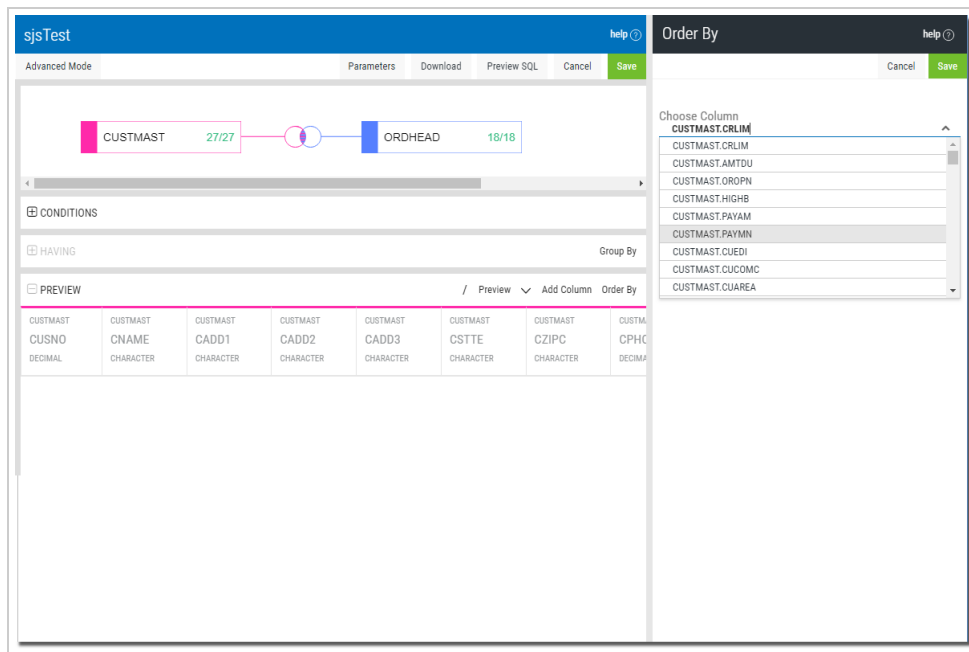 sjsTest help ?
Advanced Mode Parameters Download Preview SQL Cancel Save
CUSTMAST 27/27 ORDHEAD 18/18
CONDITIONS
HAVING Group By
PREVIEW / Preview Add Column Order By
CUSTMAST CUSTMAST CUSTMAST CUSTMAST CUSTMAST CUSTMAST CUSTMAST CUSTM
CUSNO CNAME CADD1 CADD2 CADD3 CSTTE CZIPC CPHO
DECIMAL CHARACTER CHARACTER CHARACTER CHARACTER CHARACTER CHARACTER DECIMA
Order By help ?
Cancel Save
Choose Column
CUSTMAST.CRLIM
CUSTMAST.CRLIM
CUSTMAST.AMTDU
CUSTMAST.OROPN
CUSTMAST.HIGHB
CUSTMAST.PAYAM
CUSTMAST.PAYMN
CUSTMAST.CUEDI
CUSTMAST.CUCOMC
CUSTMAST.CUAREA